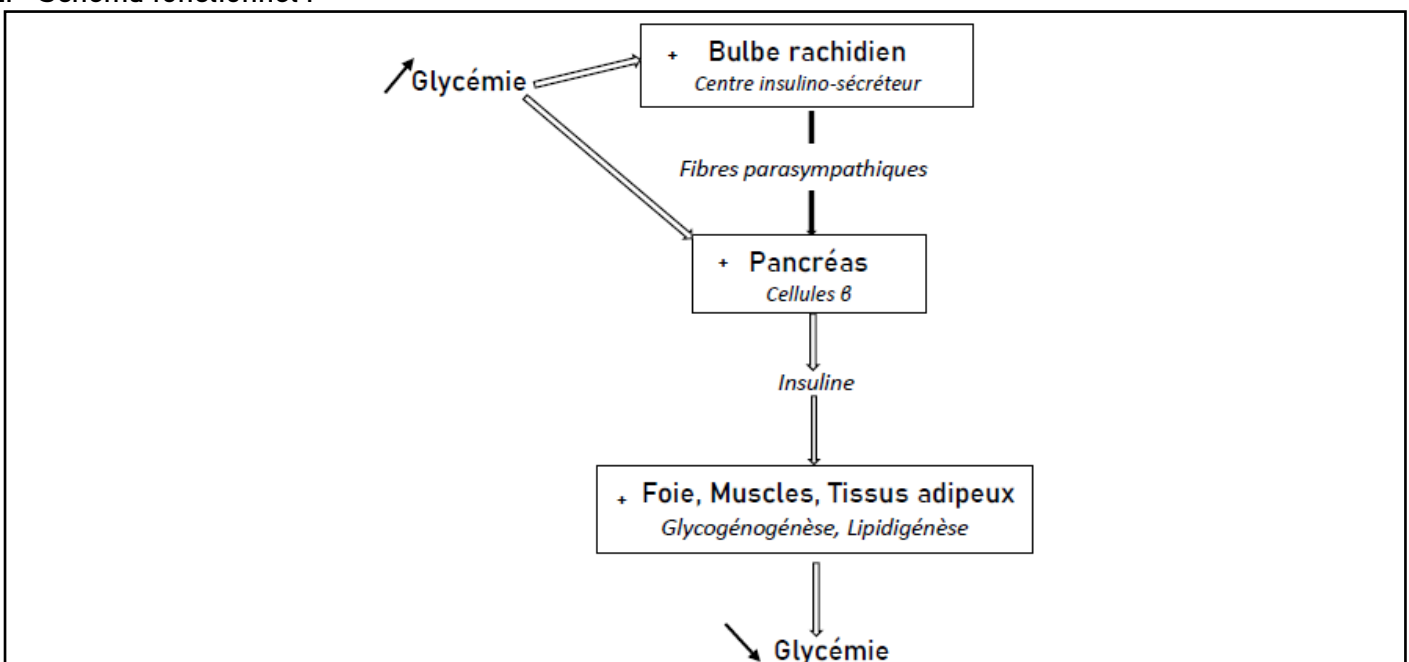 Schéma fonctionnel :
+ Bulbe rachidien
Centre insulino-sécréteur
Glycémie
Fibres parasympathiques
+ Pancréas
Cellules β
Insuline
+ Foie, Muscles, Tissus adipeux
Glycogénogénèse, Lipidigénèse
Glycémie